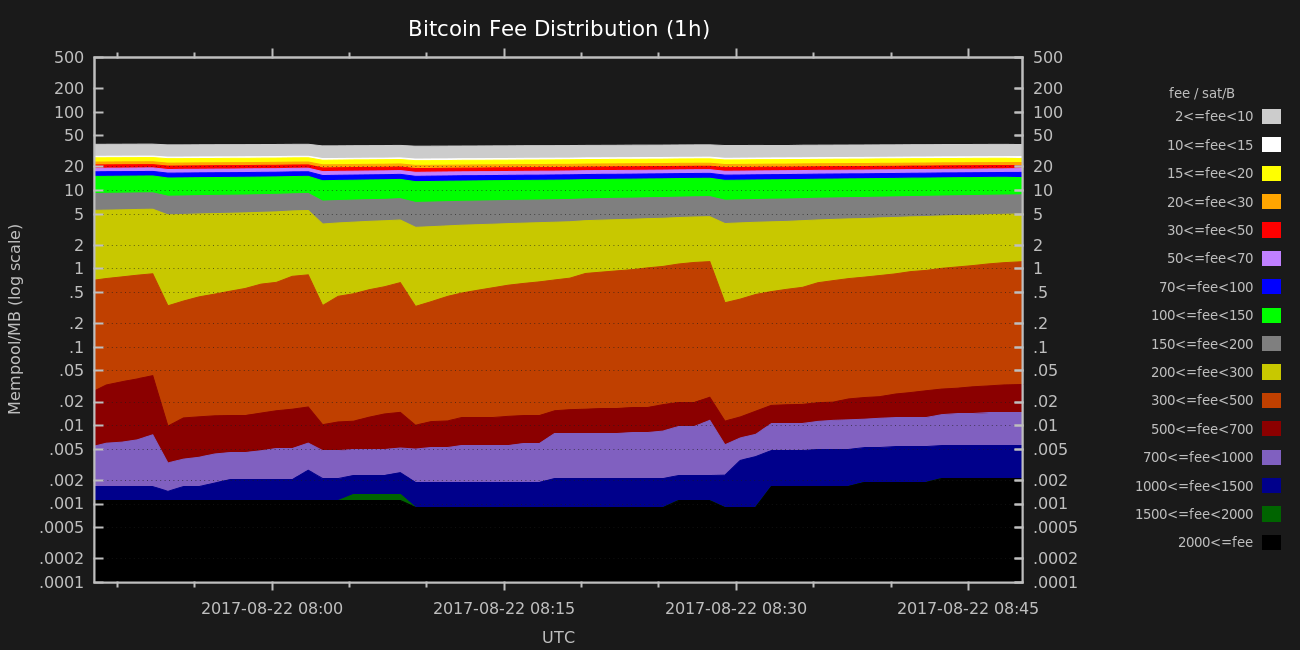 Bitcoin Fee Distribution (1h)
Mempool/MB (log scale)
500
200
100
50
20
10
5
2
1
.5
.2
.1
.05
.02
.01
.005
.002
.001
.0005
.0002
.0001
500
200
100
50
20
10
5
2
1
.5
.2
.1
.05
.02
.01
.005
.002
.001
.0005
.0002
.0001
2017-08-22 08:00 2017-08-22 08:15 2017-08-22 08:30 2017-08-22 08:45
UTC
fee / sat/B
2<=fee<10
10<=fee<15
15<=fee<20
20<=fee<30
30<=fee<50
50<=fee<70
70<=fee<100
100<=fee<150
150<=fee<200
200<=fee<300
300<=fee<500
500<=fee<700
700<=fee<1000
1000<=fee<1500
1500<=fee<2000
2000<=fee